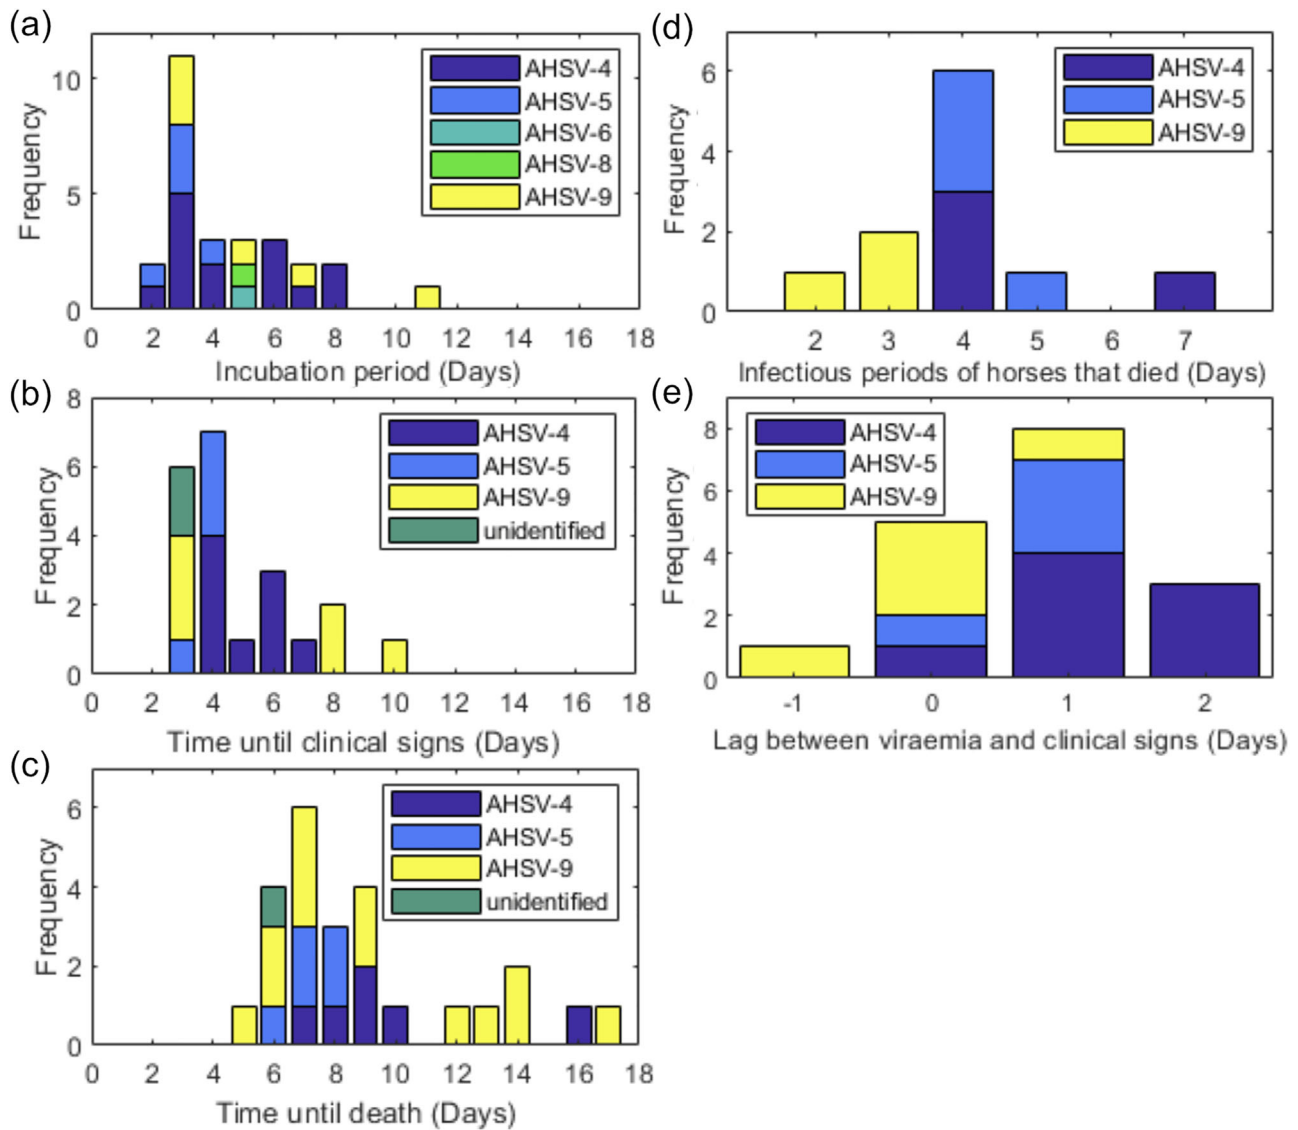 (a)
10
5
0
Frequency
AHSV-4
AHSV-5
AHSV-6
AHSV-8
AHSV-9
0 2 4 6 8 10 12 14 16 18
Incubation period (Days)
(b)
8
6
4
2
0
Frequency
AHSV-4
AHSV-5
AHSV-9
unidentified
0 2 4 6 8 10 12 14 16 18
Time until clinical signs (Days)
(c)
6
4
2
0
Frequency
AHSV-4
AHSV-5
AHSV-9
unidentified
0 2 4 6 8 10 12 14 16 18
Time until death (Days)
(d)
6
4
2
0
Frequency
AHSV-4
AHSV-5
AHSV-9
2 3 4 5 6 7
Infectious periods of horses that died (Days)
(e)
8
6
4
2
0
Frequency
AHSV-4
AHSV-5
AHSV-9
-1 0 1 2
Lag between viraemia and clinical signs (Days)